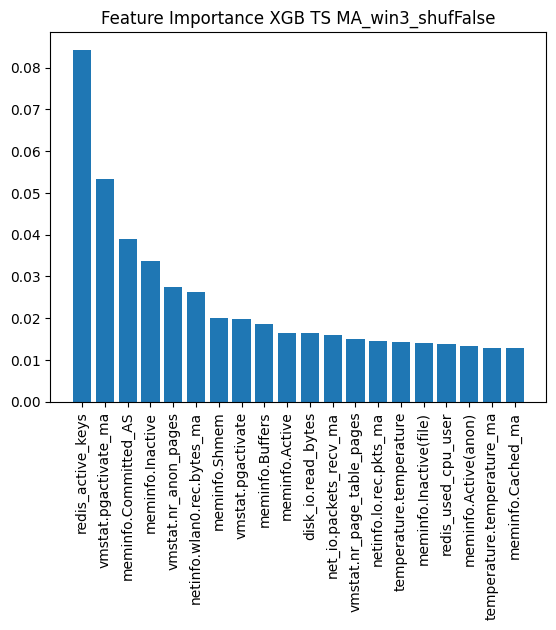 Feature Importance XGB TS MA_win3_shufFalse
0.08
0.07
0.06
0.05
0.04
0.03
0.02
0.01
0.00
redis_active_keys
vmstat.pgactivate_ma
meminfo.Committed_AS
meminfo.Inactive
vmstat.nr_anon_pages
netinfo.wlan0.rec.bytes_ma
meminfo.Shmem
vmstat.pgactivate
meminfo.Buffers
meminfo.Active
disk_io.read_bytes
net_io.packets_recv_ma
vmstat.nr_page_table_pages
netinfo.lo.rec.pkts_ma
temperature.temperature
meminfo.Inactive(file)
redis_used_cpu_user
meminfo.Active(anon)
temperature.temperature_ma
meminfo.Cached_ma